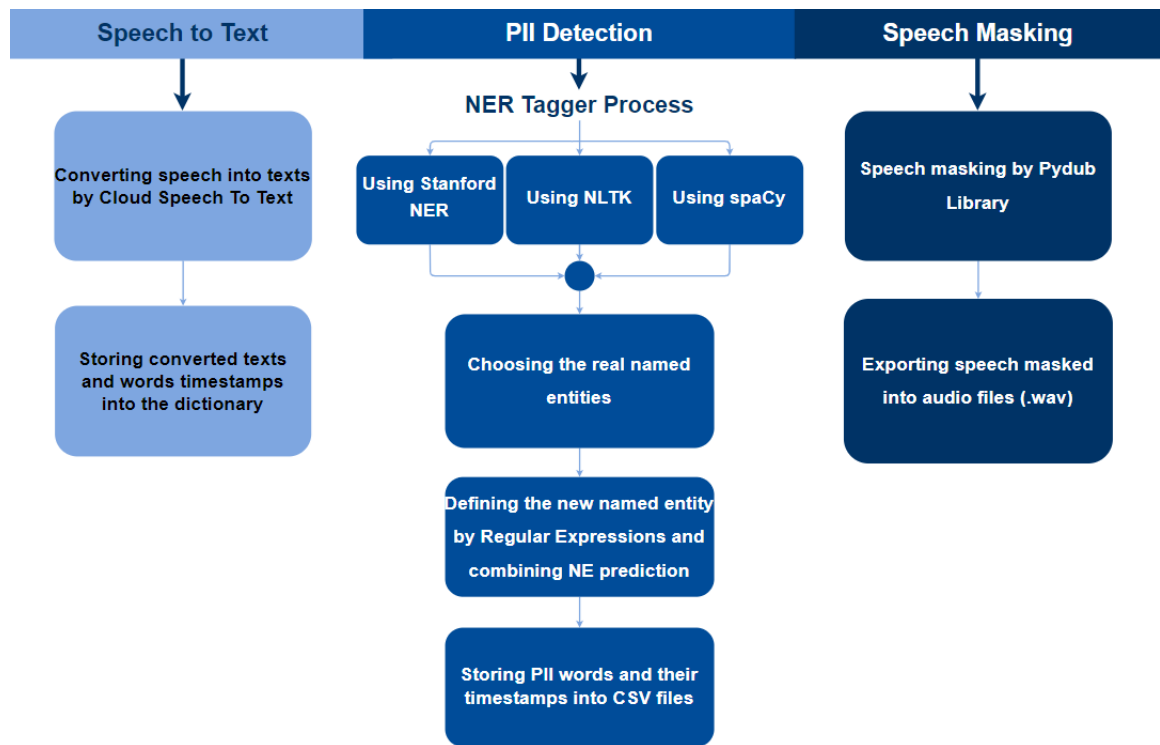 Speech to Text
PII Detection
Speech Masking
NER Tagger Process
Converting speech into texts
by Cloud Speech To Text
Storing converted texts
and words timestamps
into the dictionary
Using Stanford
NER
Using NLTK
Using spaCy
Choosing the real named
entities
Defining the new named entity
by Regular Expressions and
combining NE prediction
Storing PII words and their
timestamps into CSV files
Speech masking by Pydub
Library
Exporting speech masked
into audio files (.wav)